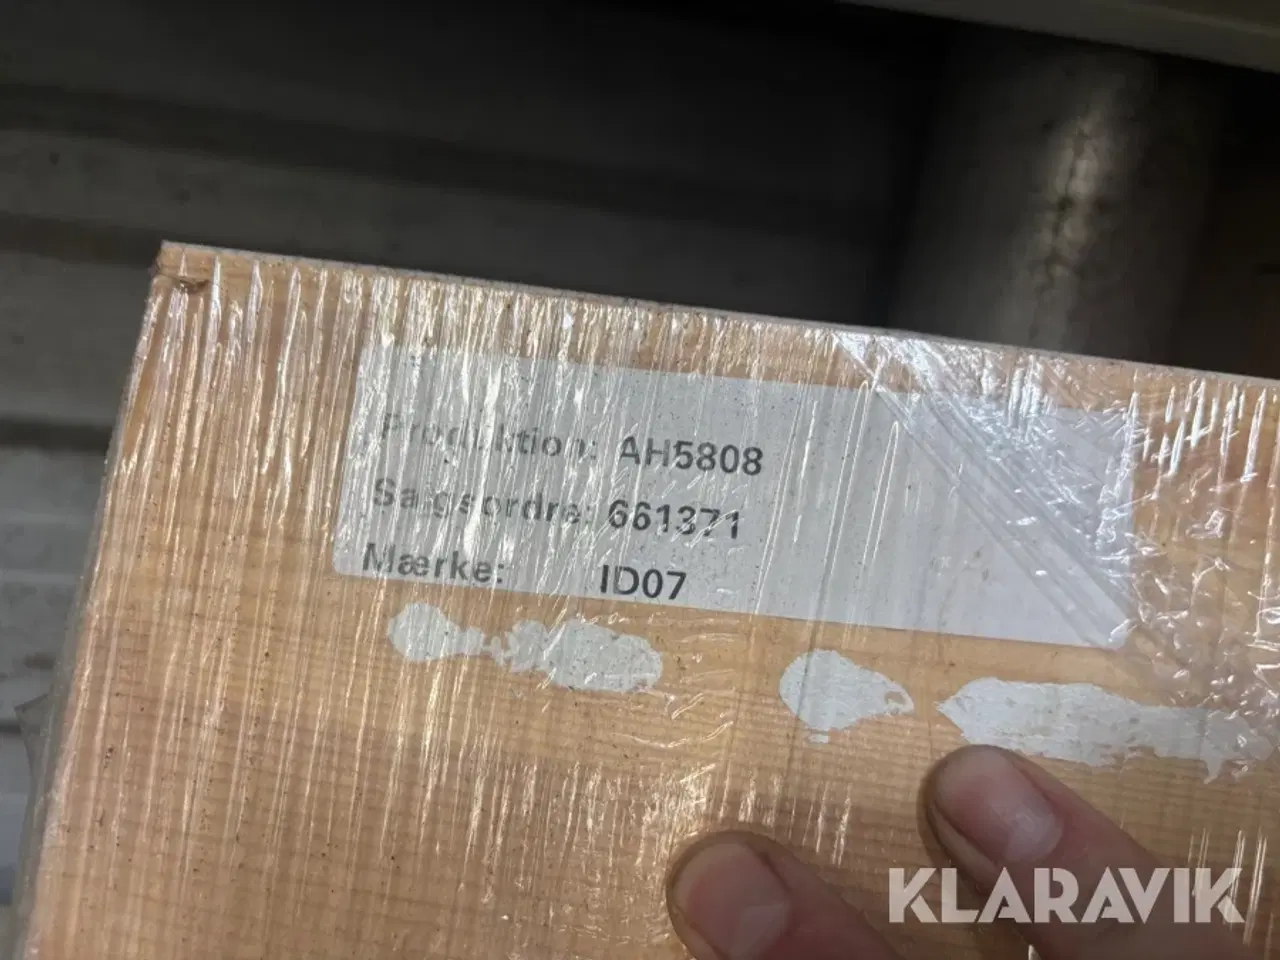 Produktion: AH5808
Salgsordre: 661371
Mærke: ID07
KLARAVIK